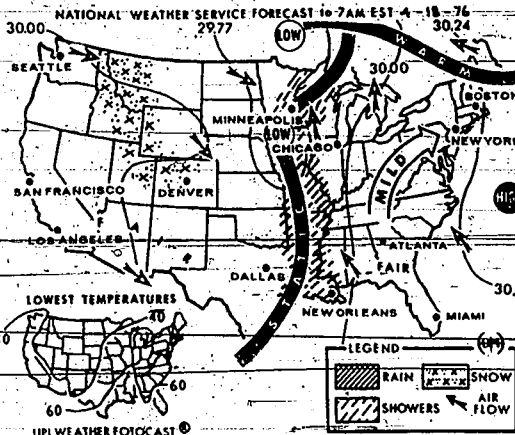 NATIONAL WEATHER SERVICE FORECAST to 7AM EST 4-18-76
30.00
29.77
30.24
LOW
WARM
SEATTLE
30.00
BOSTON
MINNEAPOLIS
(LOW)
CHICAGO
NEW YORK
MILD
SAN FRANCISCO
DENVER
HIGH
STATIC
F
A
LOS ANGELES
ATLANTA
DALLAS
FAIR
30.
LOWEST TEMPERATURES
NEW ORLEANS
MIAMI
40
LEGEND
RAIN
SNOW
60
SHOWERS
AIR
FLOW
60
UPI WEATHER FOTOCAST ®